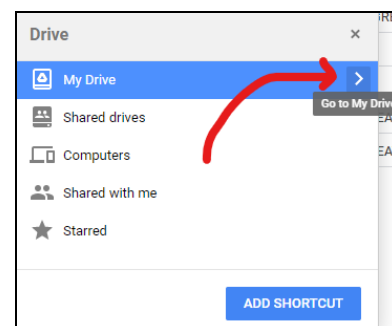 Drive
My Drive
Go to My Drive
Shared drives
Computers
Shared with me
Starred
ADD SHORTCUT